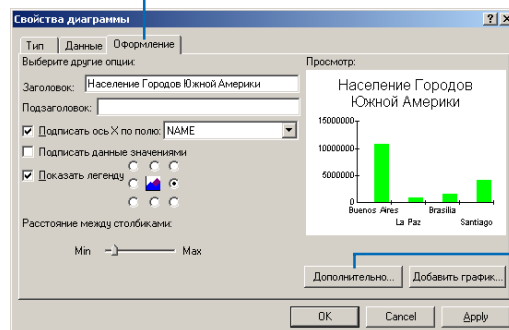 Свойства диаграммы
Тип Данные Оформление
Выберите другие опции:
Заголовок: Население Городов Южной Америки
Подзаголовок:
Подписать ось X по полю: NAME
Подписать данные значениями
Показать легенду
Расстояние между столбиками:
Min Max
Просмотр:
Население Городов
Южной Америки
15000000
10000000
5000000
0
Buenos Aires Brasilia
La Paz Santiago
Дополнительно... Добавить график...
OK Cancel Apply